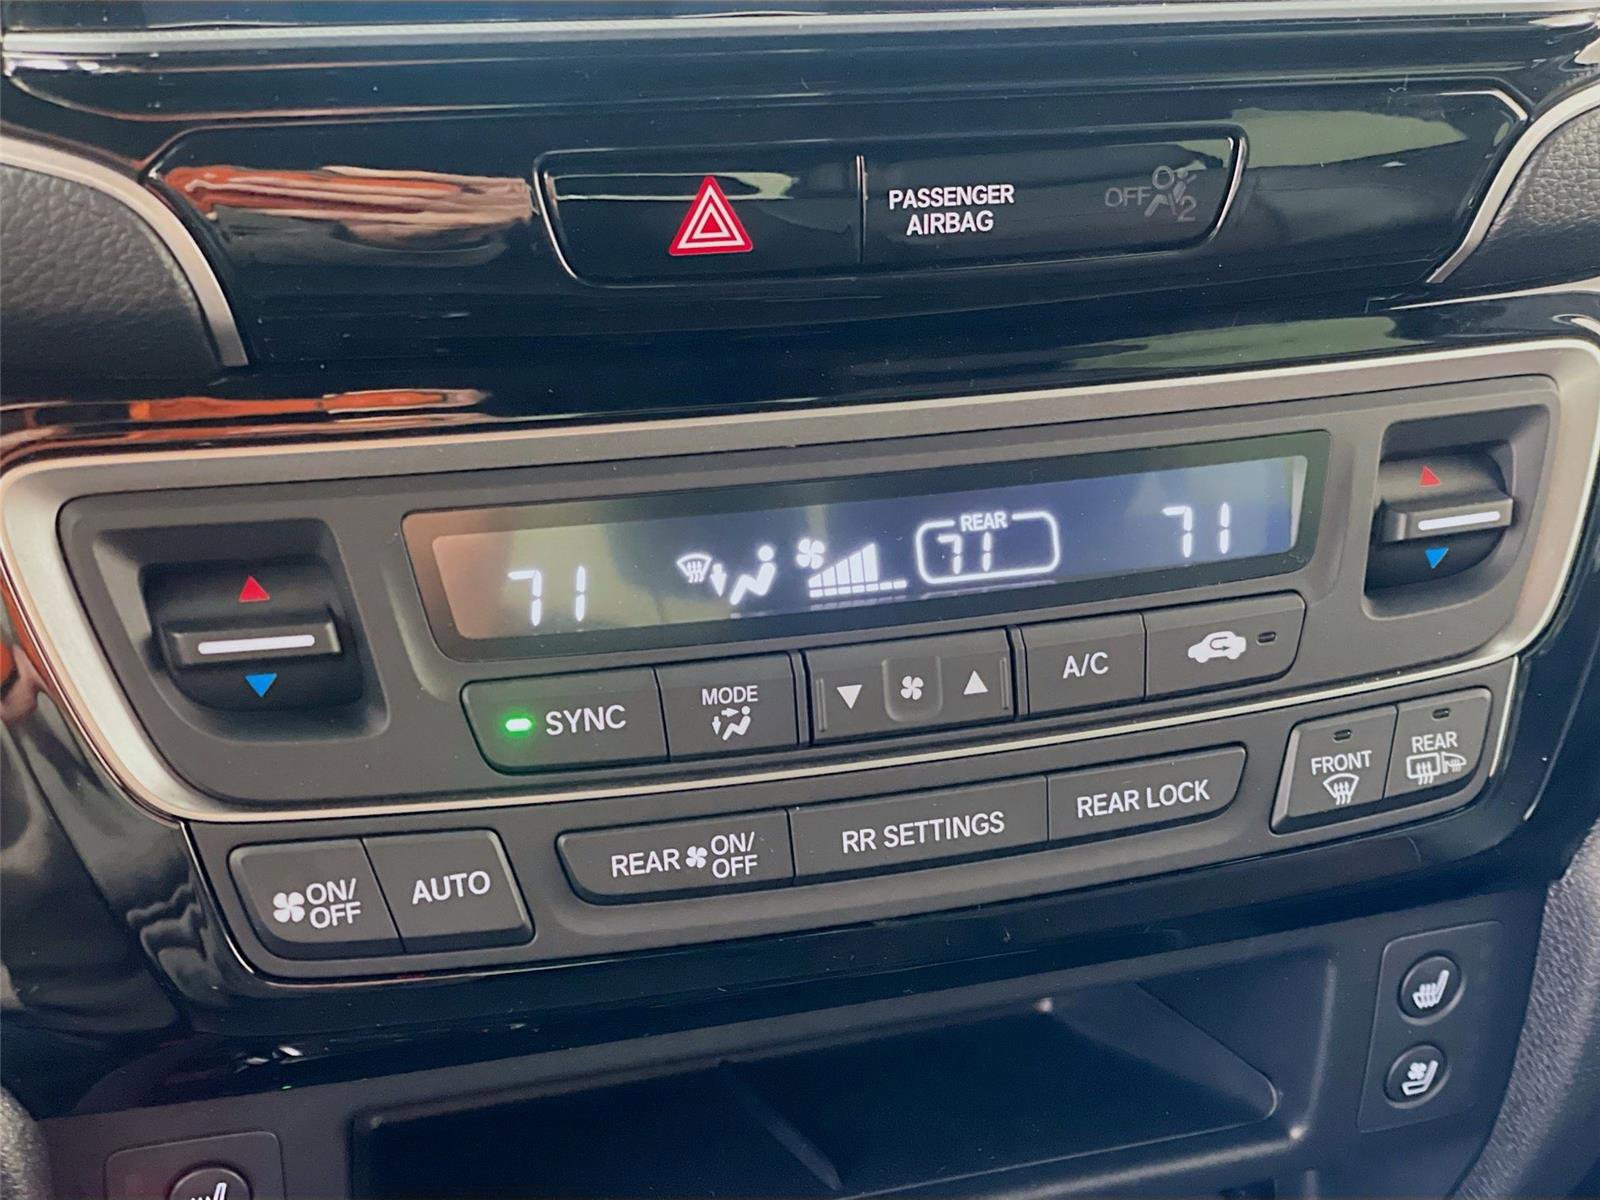 PASSENGER
AIRBAG
OFF
2
71
REAR
71
71
SYNC
MODE
A/C
FRONT
REAR
ON/
OFF
AUTO
REAR ON/
OFF
RR SETTINGS
REAR LOCK